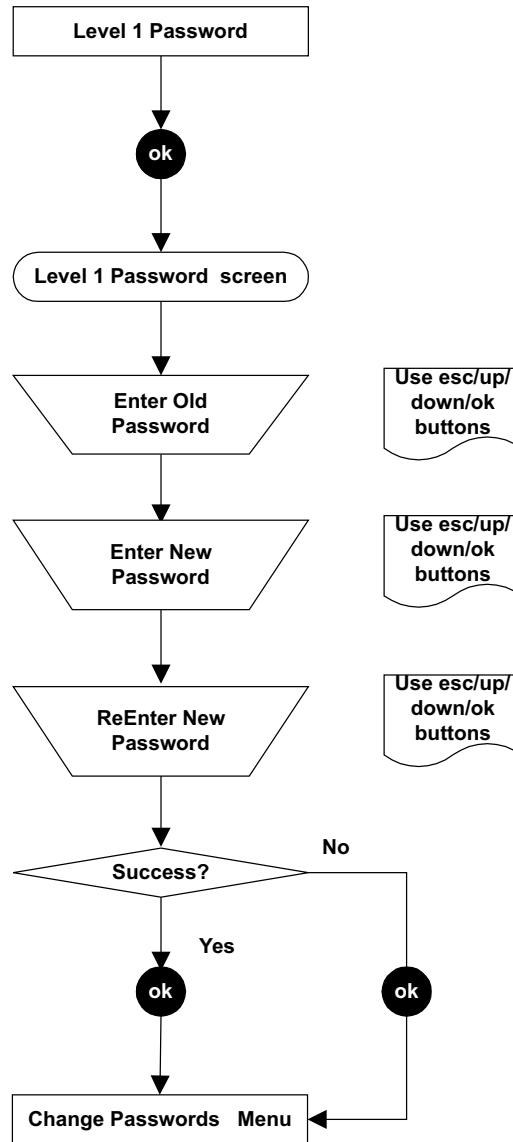 Level 1 Password
ok
Level 1 Password screen
Enter Old
Password
Use esc/up/
down/ok
buttons
Enter New
Password
Use esc/up/
down/ok
buttons
ReEnter New
Password
Use esc/up/
down/ok
buttons
Success?
No
Yes
ok
ok
Change Passwords Menu